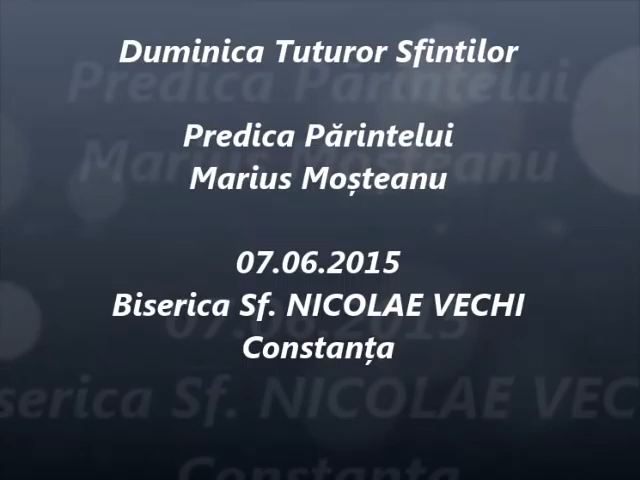 Duminica Tuturor Sfintilor
Predica Părintelui
Marius Moșteanu
07.06.2015
Biserica Sf. NICOLAE VECHI
Constanța